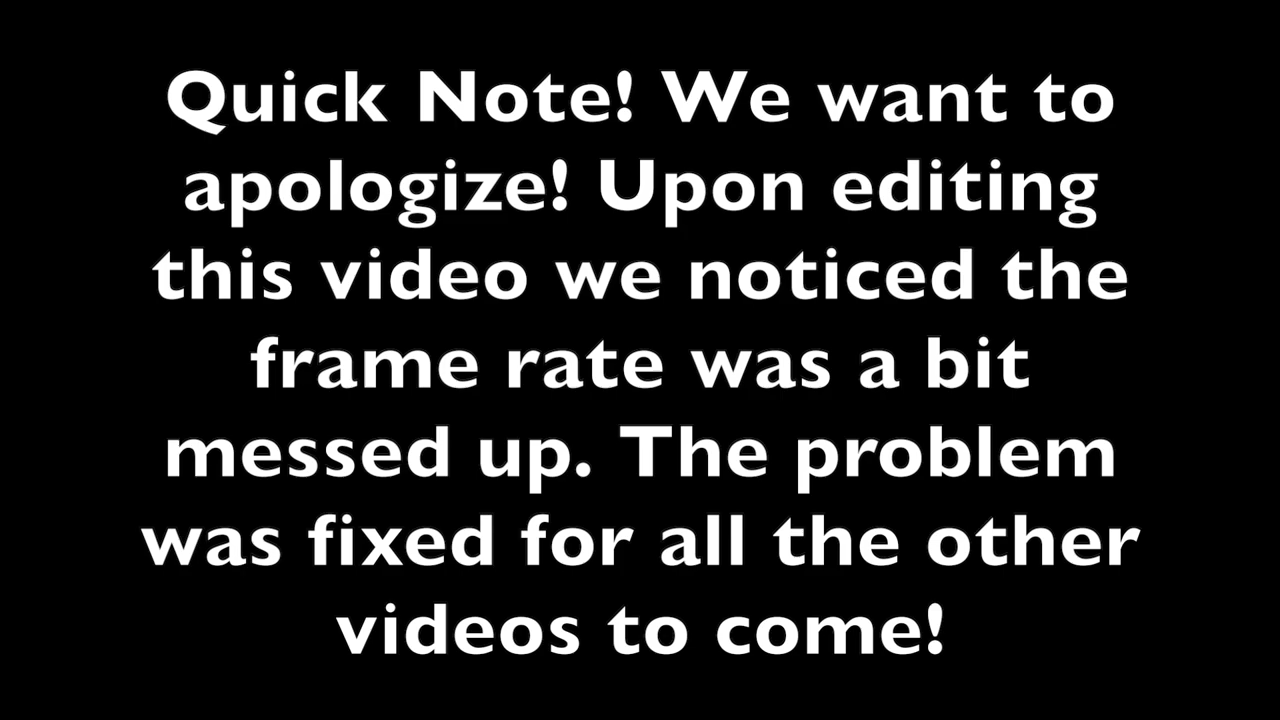 Quick Note! We want to
apologize! Upon editing
this video we noticed the
frame rate was a bit
messed up. The problem
was fixed for all the other
videos to come!